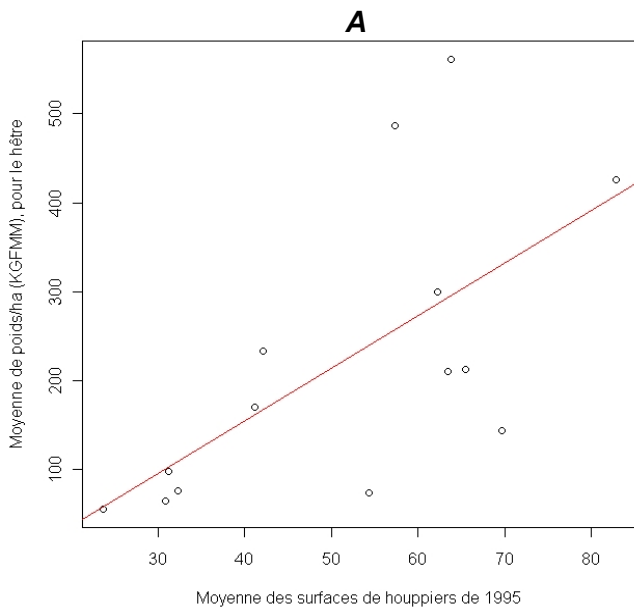 A
Moyenne de poids/ha (KGFMM), pour le hêtre
500
400
300
200
100
30 40 50 60 70 80
Moyenne des surfaces de houppiers de 1995